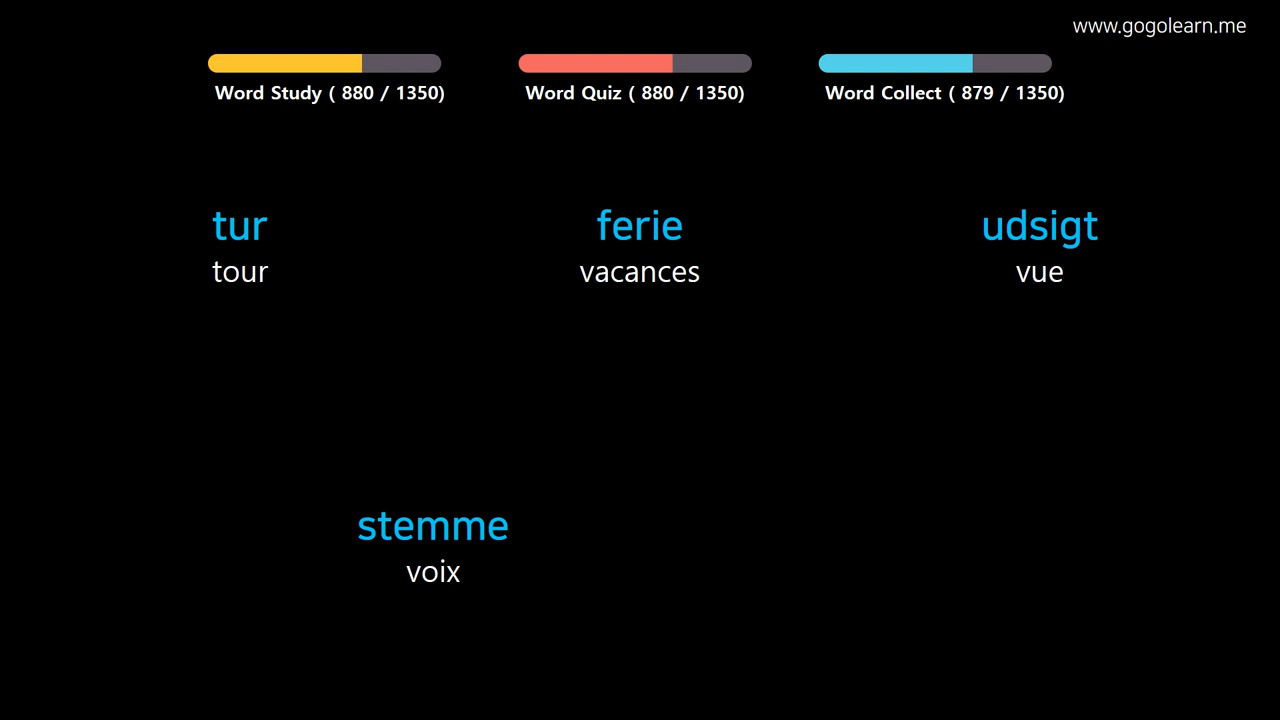 www.gogolearn.me
Word Study ( 880 / 1350)
Word Quiz ( 880 / 1350)
Word Collect ( 879 / 1350)
tur
tour
ferie
vacances
udsigt
vue
stemme
voix